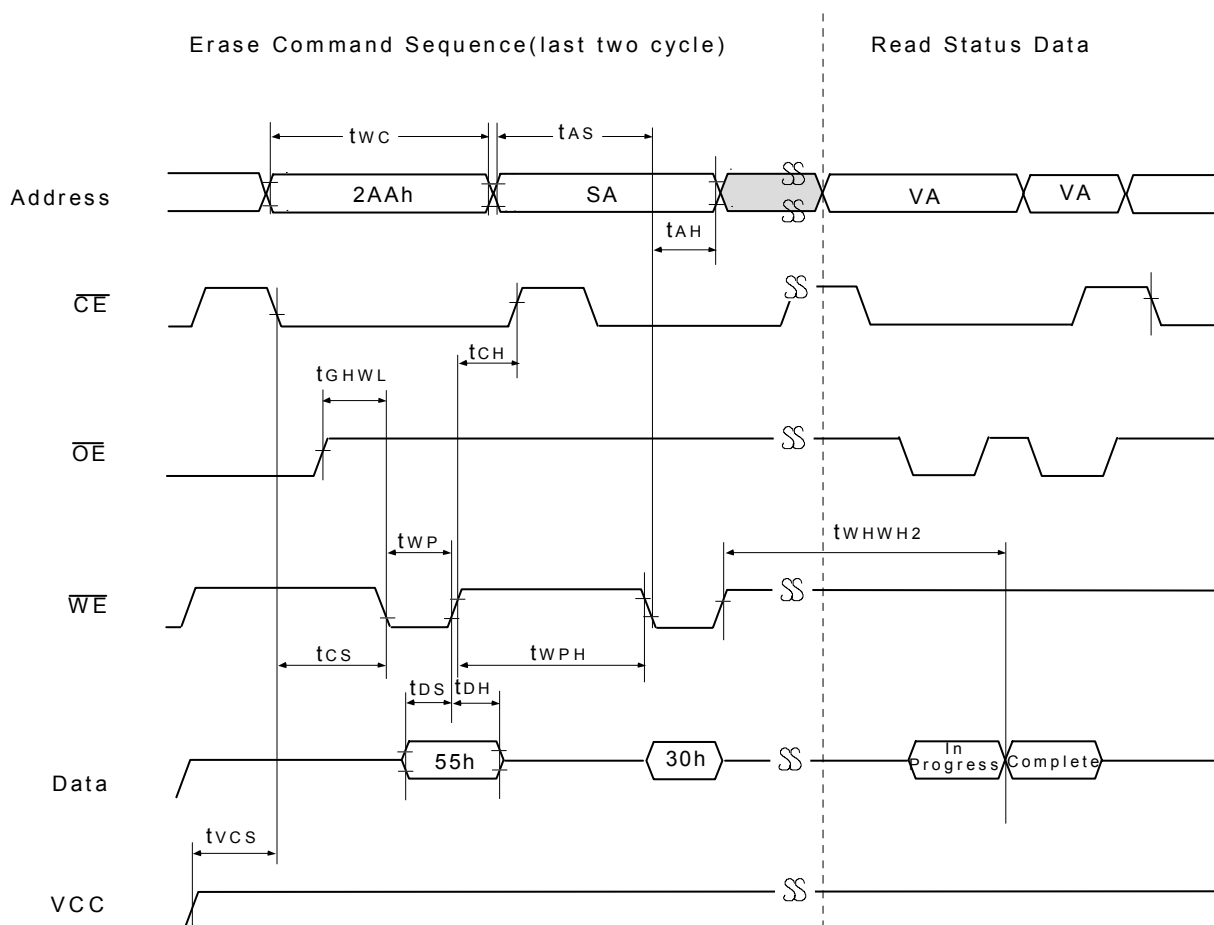 Erase Command Sequence(last two cycle)
Read Status Data
tWC
tAS
Address
2AAh
SA
VA
VA
tAH
CE
tCH
tGHWL
OE
tWP
tWHWH2
WE
tCS
tWPH
tDS
tDH
Data
55h
30h
In Progress
Complete
tVCS
VCC